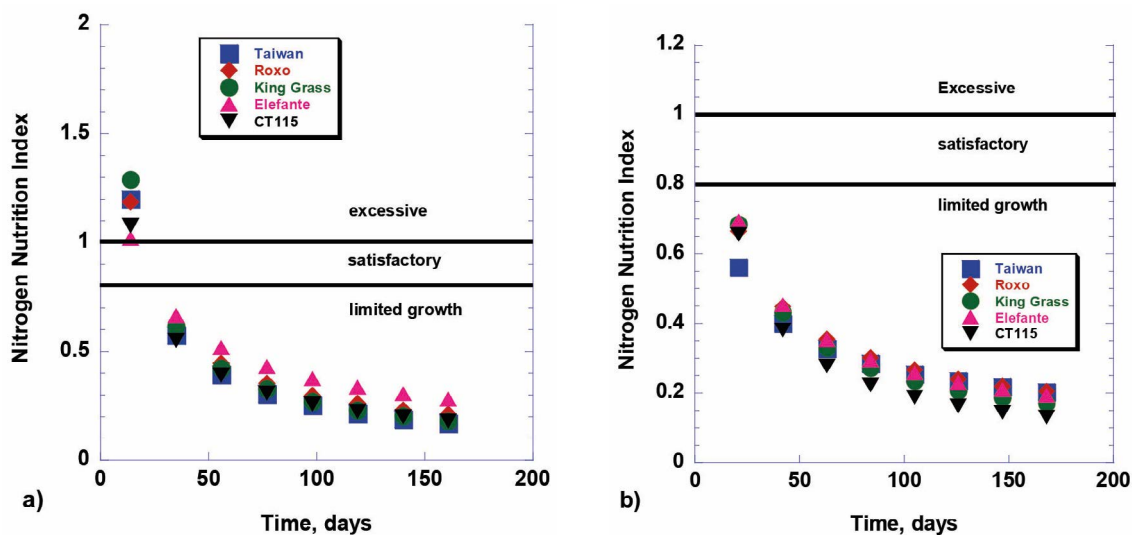 2
1.5
1
0.5
0
Nitrogen Nutrition Index
Taiwan
Roxo
King Grass
Elefante
CT115
excessive
satisfactory
limited growth
0
50
100
150
200
Time, days
a)
1.2
1
0.8
0.6
0.4
0.2
0
Nitrogen Nutrition Index
Excessive
satisfactory
limited growth
Taiwan
Roxo
King Grass
Elefante
CT115
0
50
100
150
200
Time, days
b)